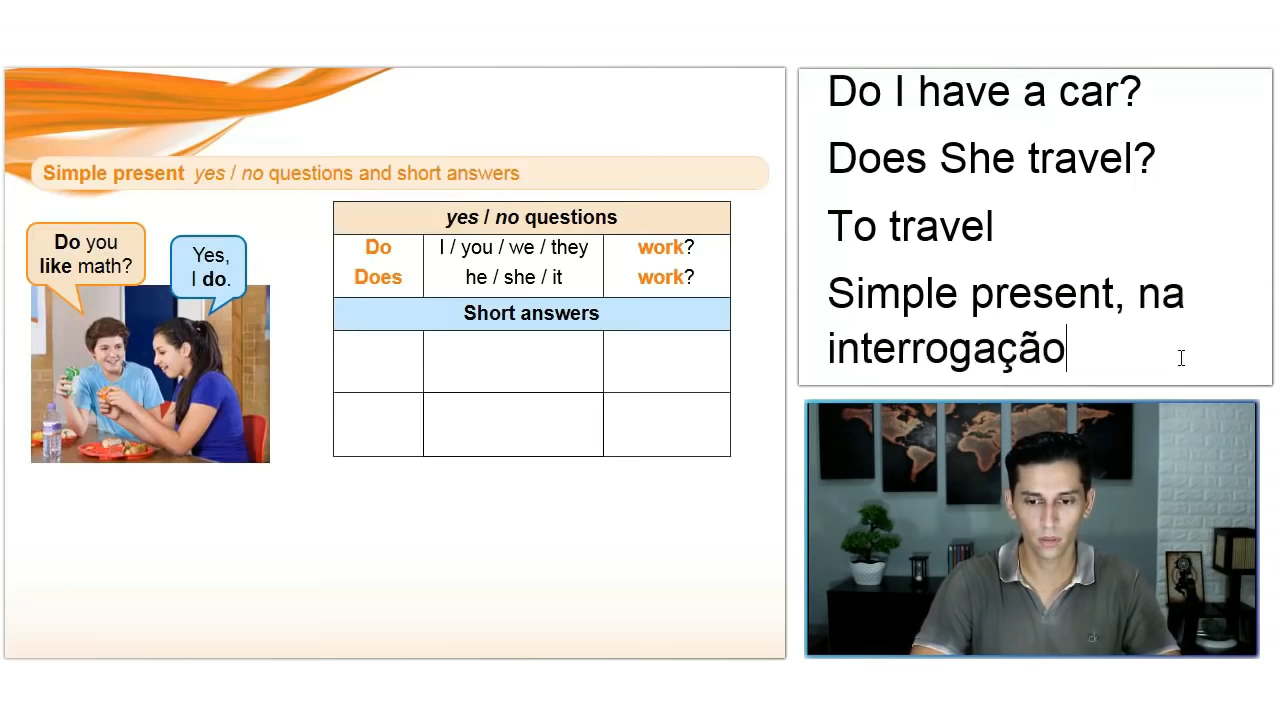 Simple present yes / no questions and short answers
Do you
like math?
Yes,
I do.
yes / no questions
Do I / you / we / they work?
Does he / she / it work?
Short answers
Do I have a car?
Does She travel?
To travel
Simple present, na
interrogação
ck